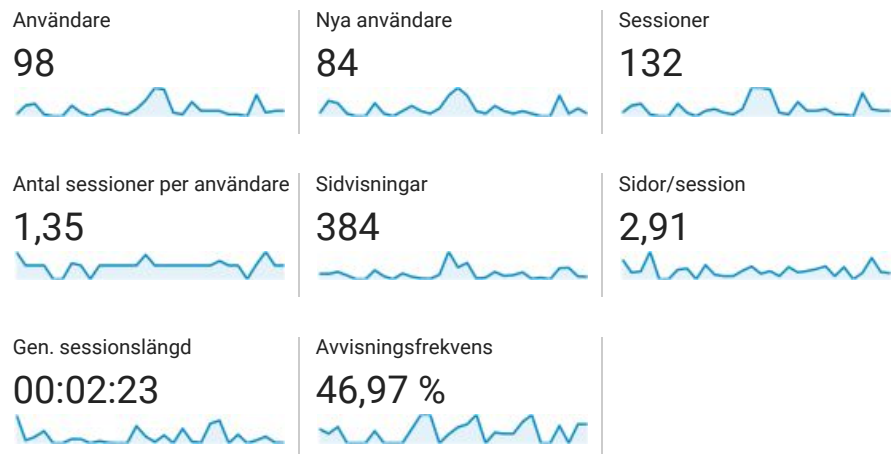 Användare
98
Nya användare
84
Sessioner
132
Antal sessioner per användare
1,35
Sidvisningar
384
Sidor/session
2,91
Gen. sessionslängd
00:02:23
Avvisningsfrekvens
46,97 %